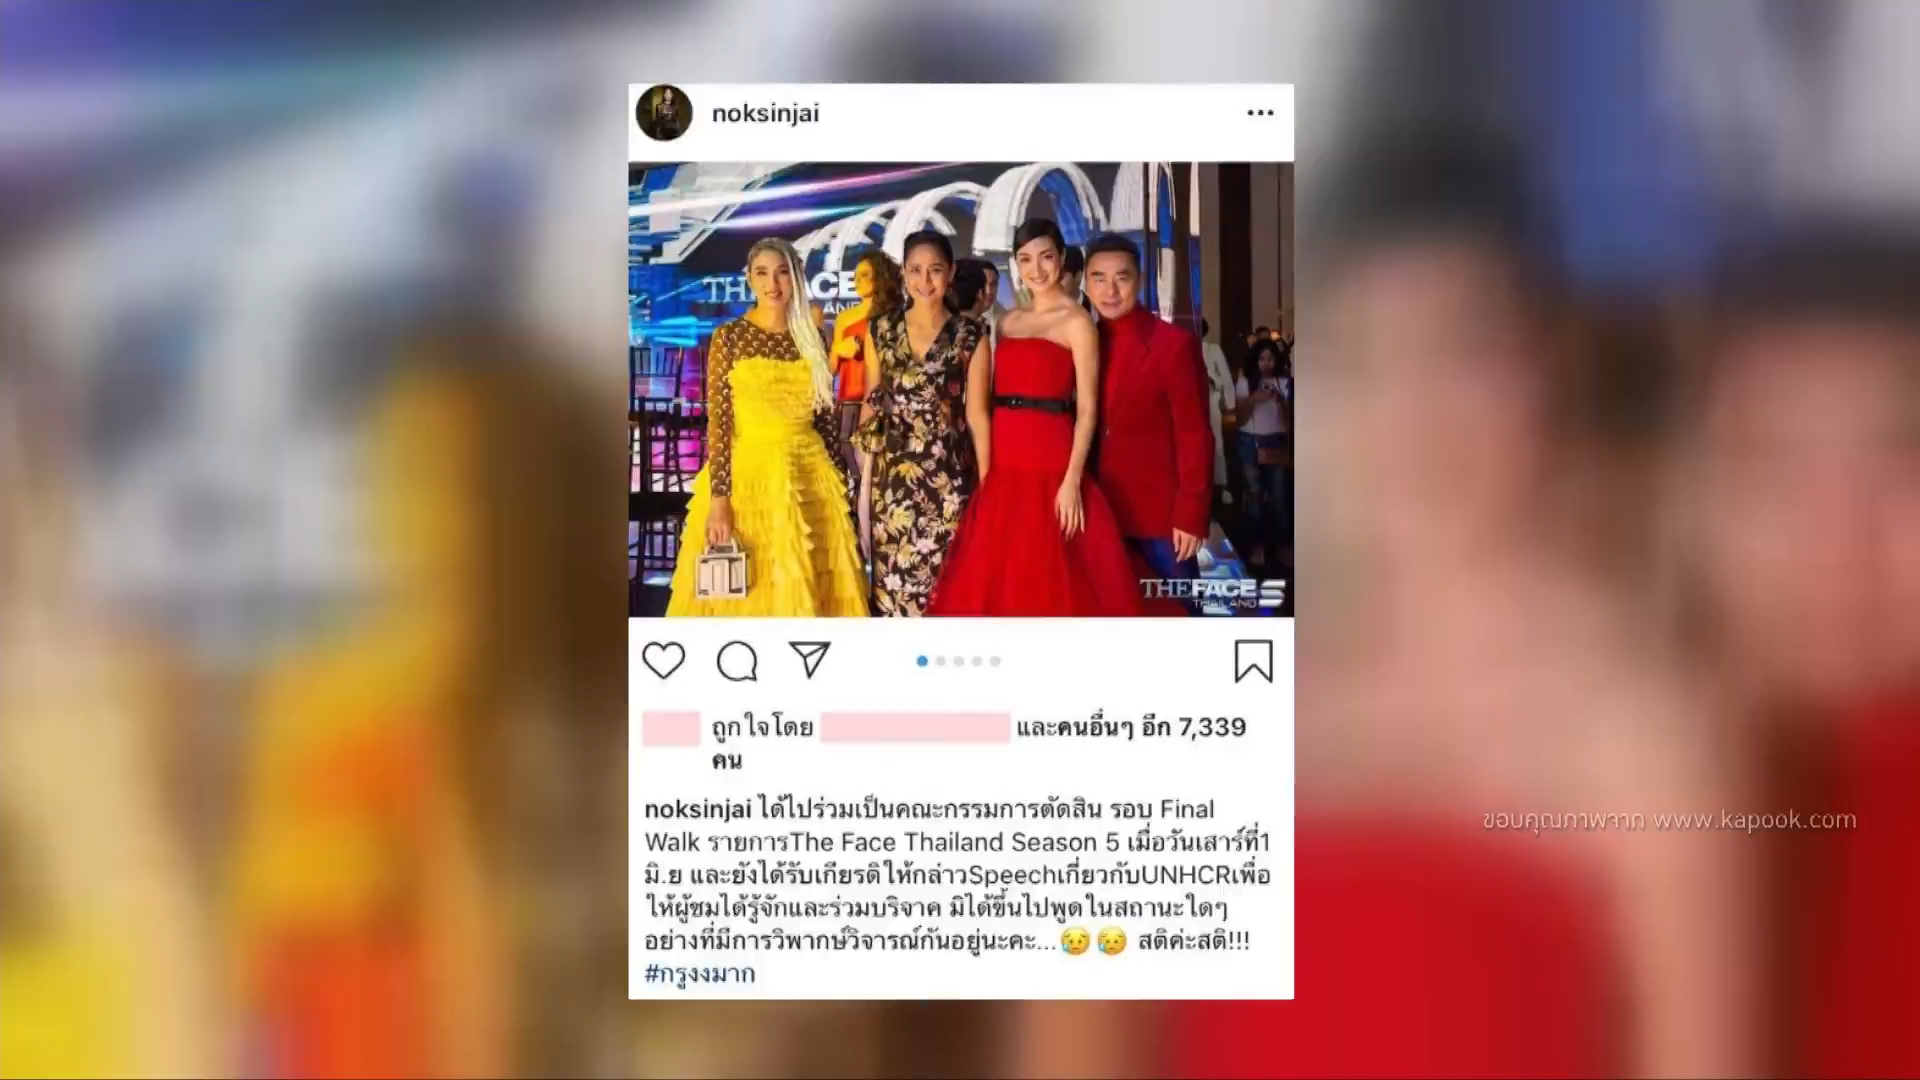 noksinjai
THE FACE
THAILAND
THE FACE 5
THAILAND
ถูกใจโดย และคนอื่นๆ อีก 7,339
คน
noksinjai ได้ไปร่วมเป็นคณะกรรมการตัดสิน รอบ Final
Walk รายการThe Face Thailand Season 5 เมื่อวันเสาร์ที่1
มิ.ย และยังได้รับเกียรติให้กล่าวSpeechเกี่ยวกับUNHCRเพื่อ
ให้ผู้ชมได้รู้จักและร่วมบริจาค มิได้ขึ้นไปพูดในสถานะใดๆ
อย่างที่มีการวิพากษ์วิจารณ์กันอยู่นะคะ...😥😥 สติค่ะสติ!!!
#กรูงงมาก
ขอบคุณภาพจาก www.kapook.com